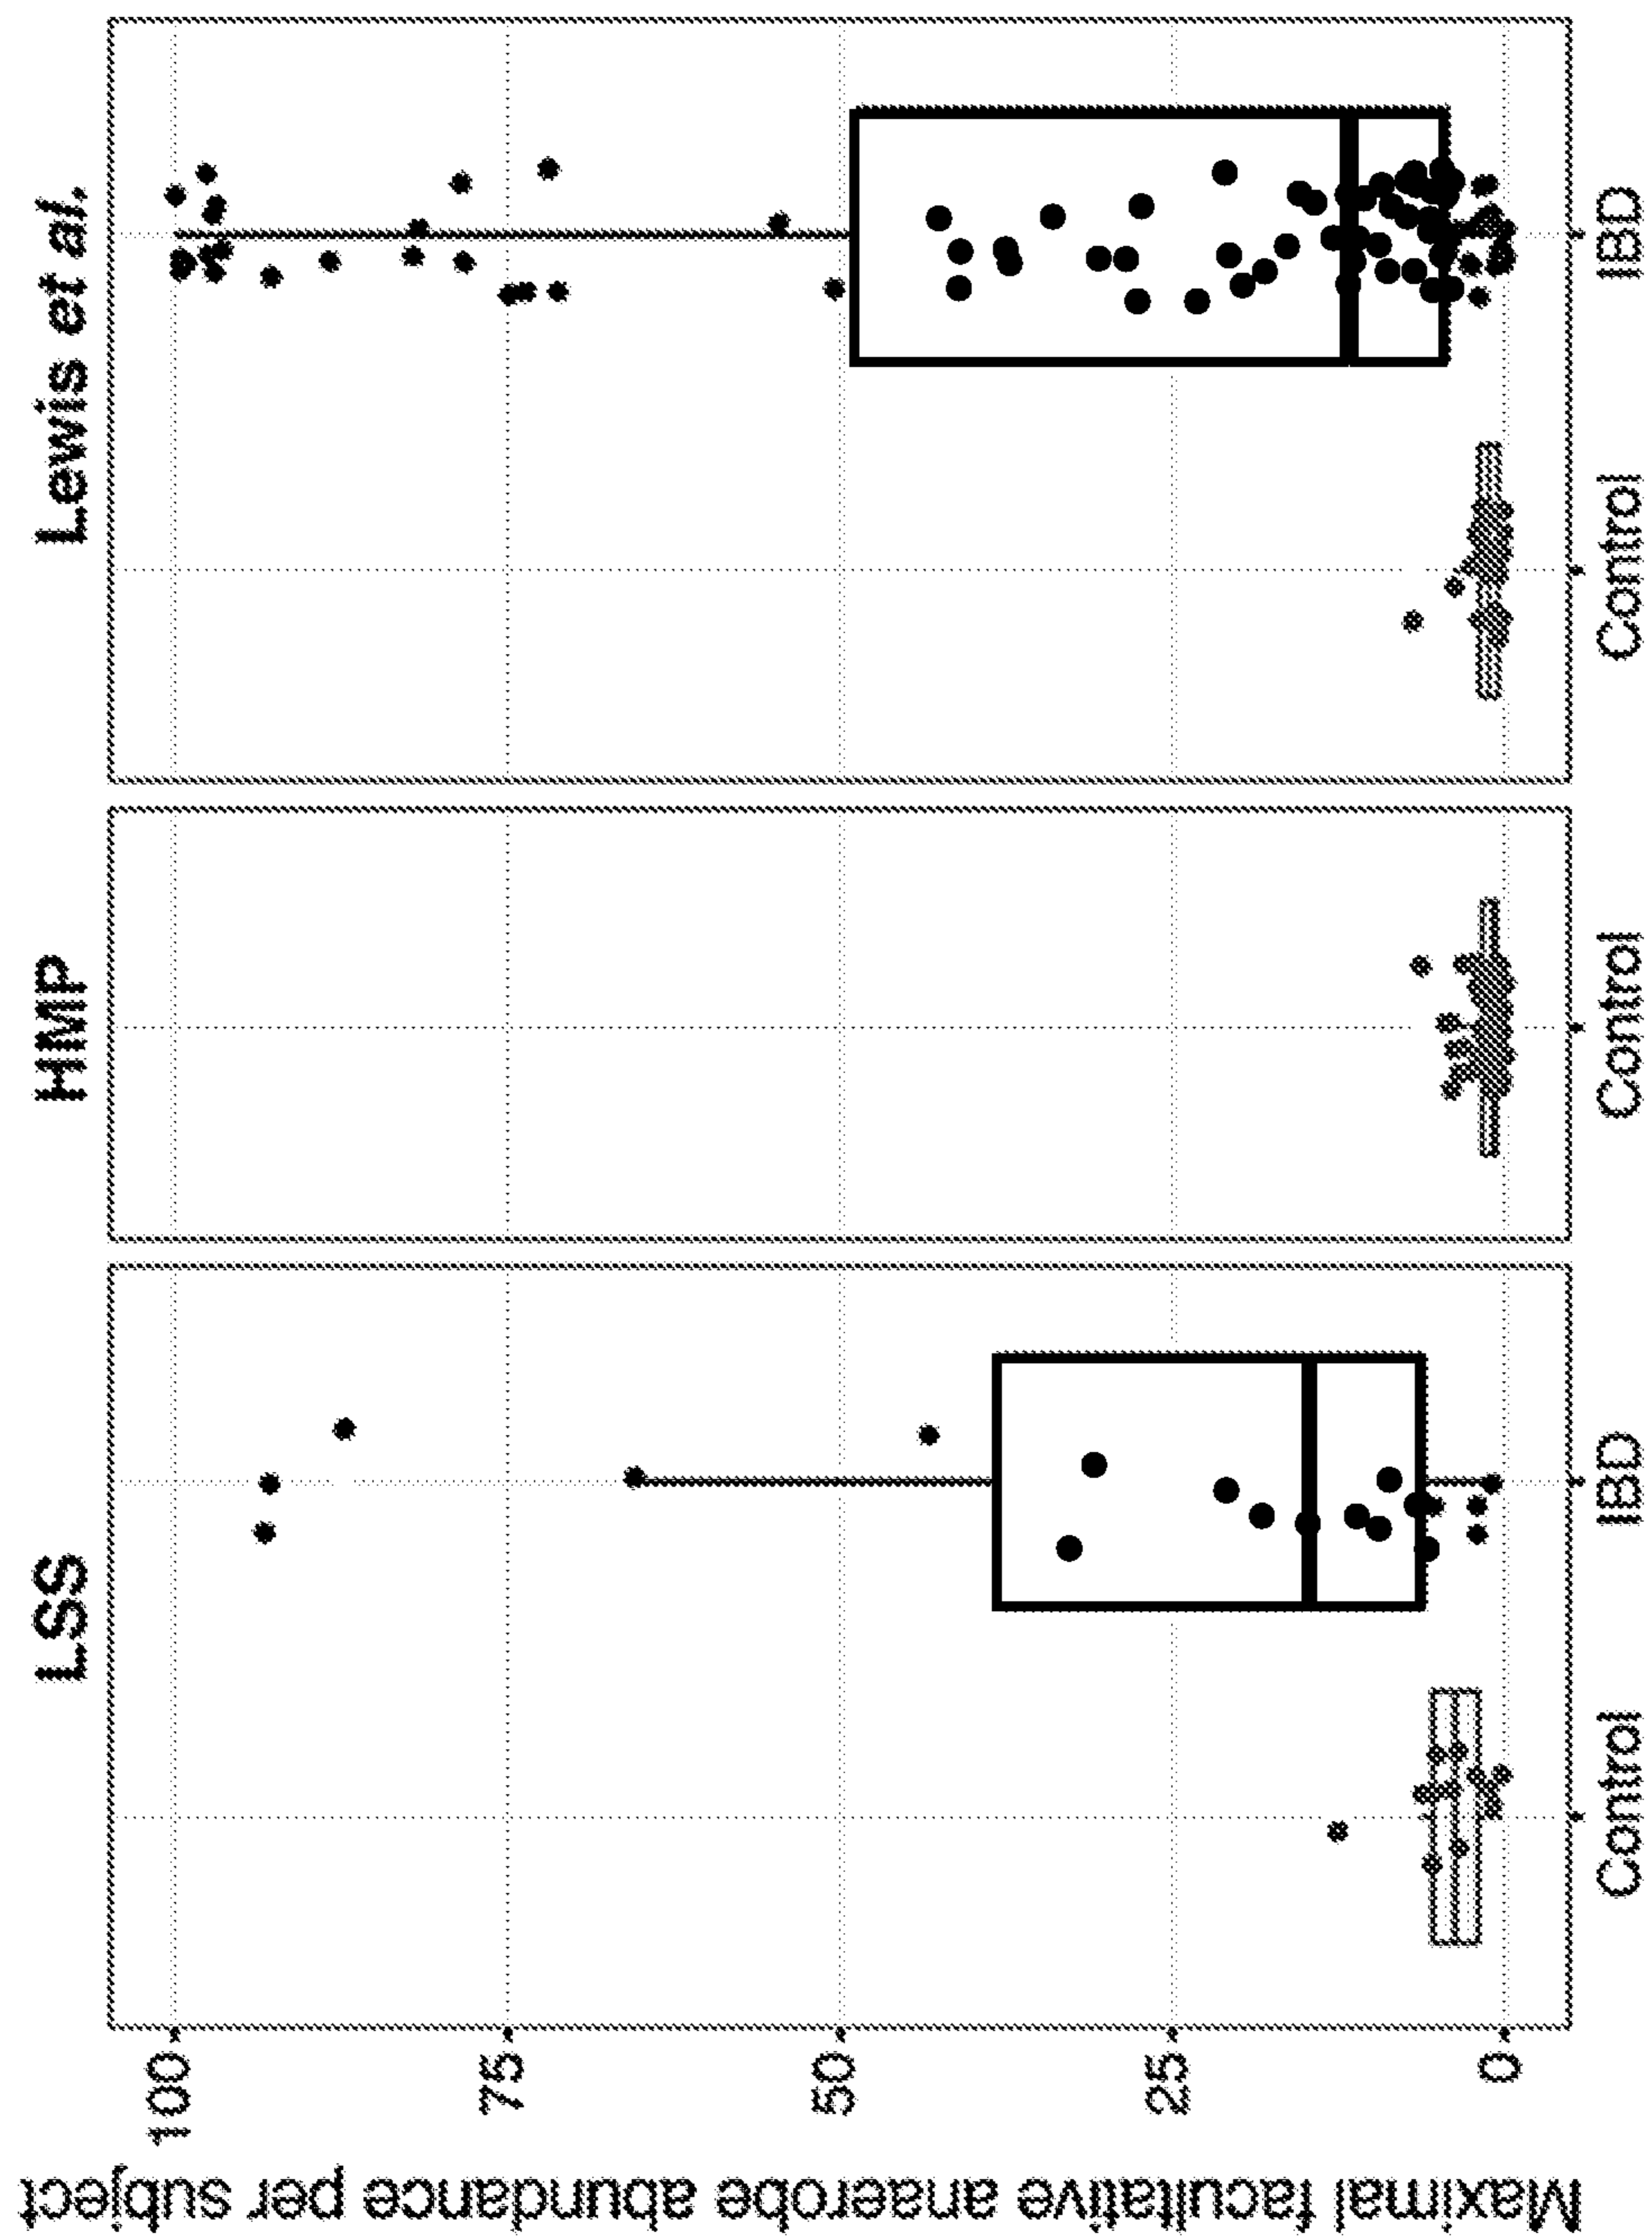 Maximal facultative anaerobe abundance per subject
100
75
50
25
0
LSS
Control
IBD
HMP
Control
Lewis et al.
Control
IBD